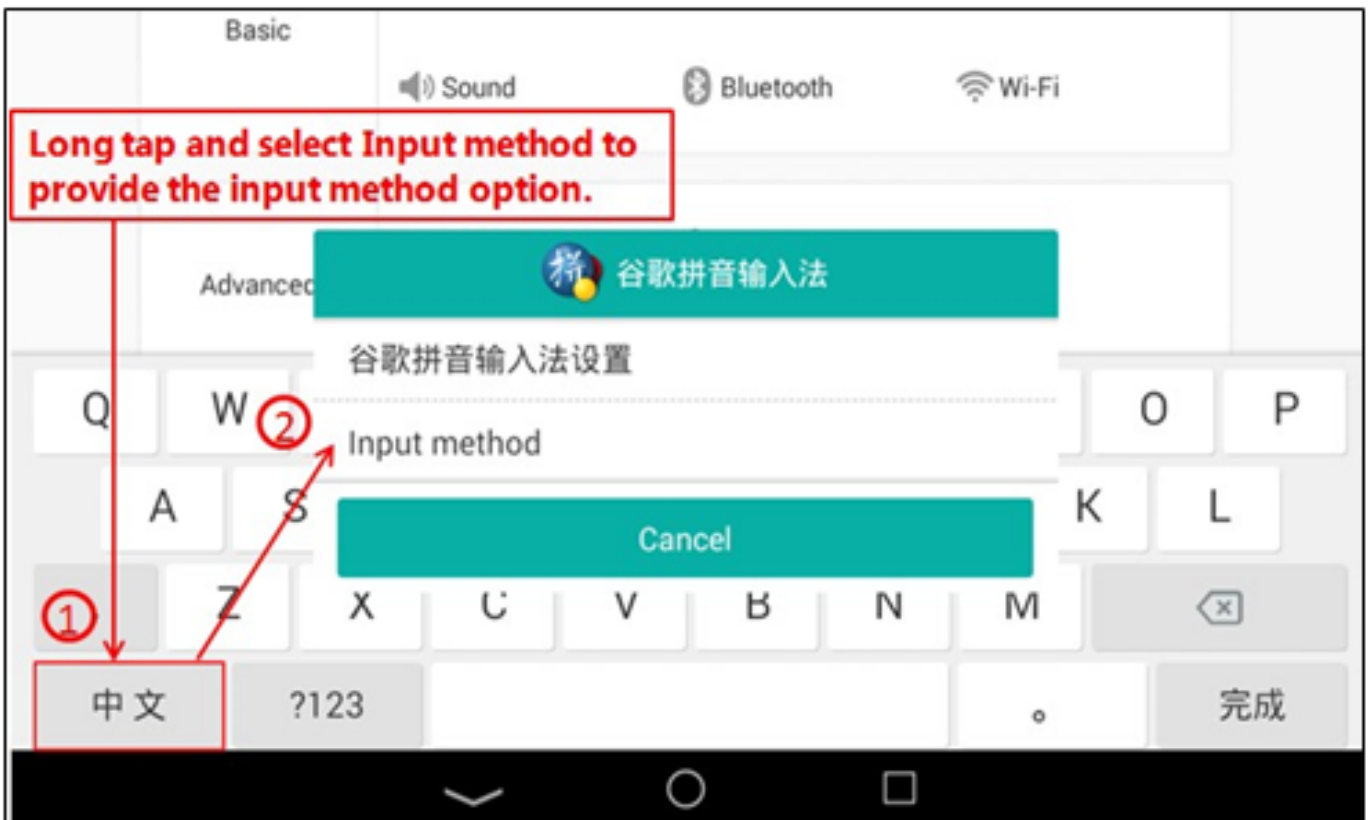 Basic
Sound
Bluetooth
Wi-Fi
Long tap and select Input method to
provide the input method option.
Advanced
拼
谷歌拼音输入法
谷歌拼音输入法设置
Input method
Cancel
Q W ② O P
A S K L
① Z X C V B N M
中文 ?123 。 完成